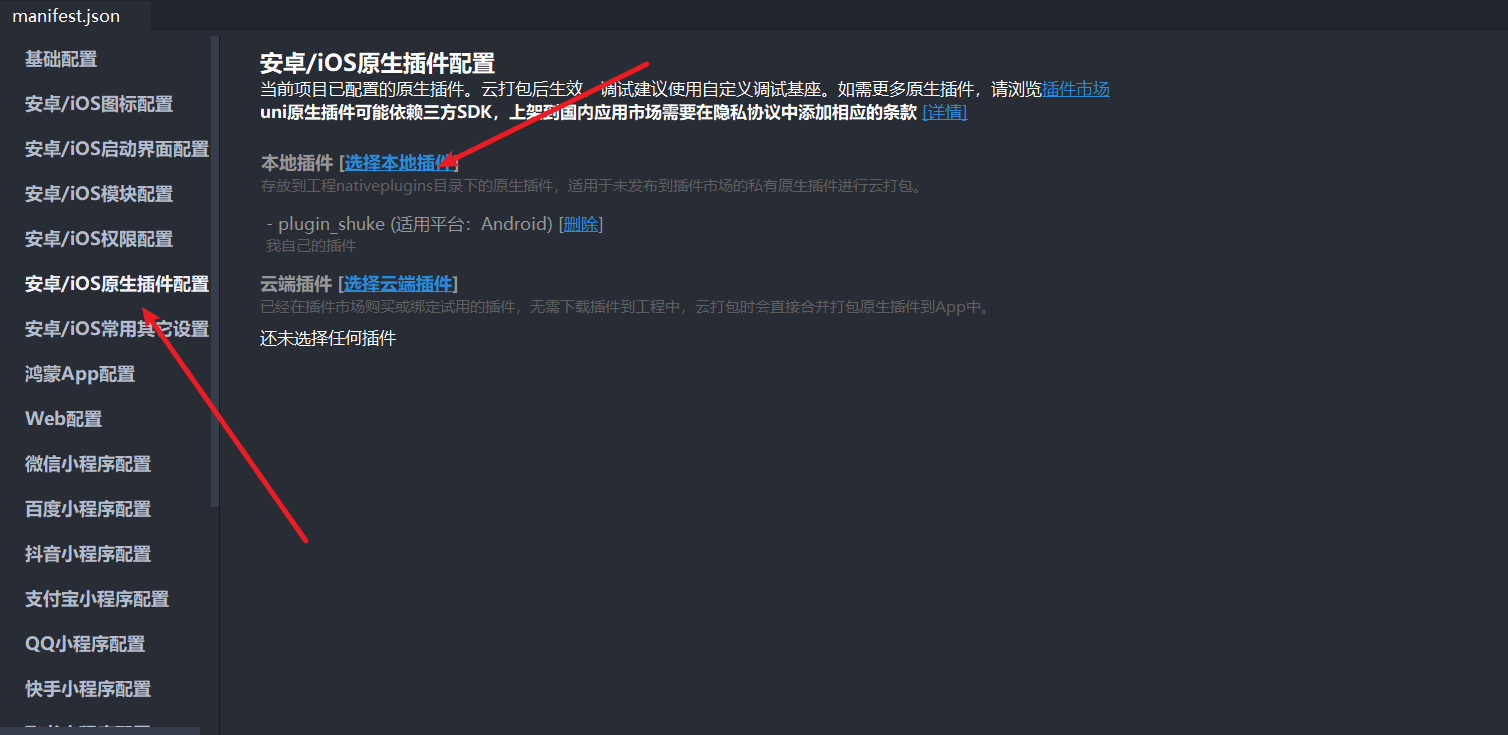 manifest.json
基础配置
安卓/iOS图标配置
安卓/iOS启动界面配置
安卓/iOS模块配置
安卓/iOS权限配置
安卓/iOS原生插件配置
安卓/iOS常用其它设置
鸿蒙App配置
Web配置
微信小程序配置
百度小程序配置
抖音小程序配置
支付宝小程序配置
QQ小程序配置
快手小程序配置
安卓/iOS原生插件配置
当前项目已配置的原生插件。云打包后生效，调试建议使用自定义调试基座。如需更多原生插件，请浏览插件市场
uni原生插件可能依赖三方SDK，上架到国内应用市场需要在隐私协议中添加相应的条款 [详情]
本地插件 [选择本地插件]
存放到工程nativeplugins目录下的原生插件，适用于未发布到插件市场的私有原生插件进行云打包。
- plugin_shuke (适用平台：Android) [删除]
我自己的插件
云端插件 [选择云端插件]
已经在插件市场购买或绑定试用的插件，无需下载插件到工程中，云打包时会直接合并打包原生插件到App中。
还未选择任何插件